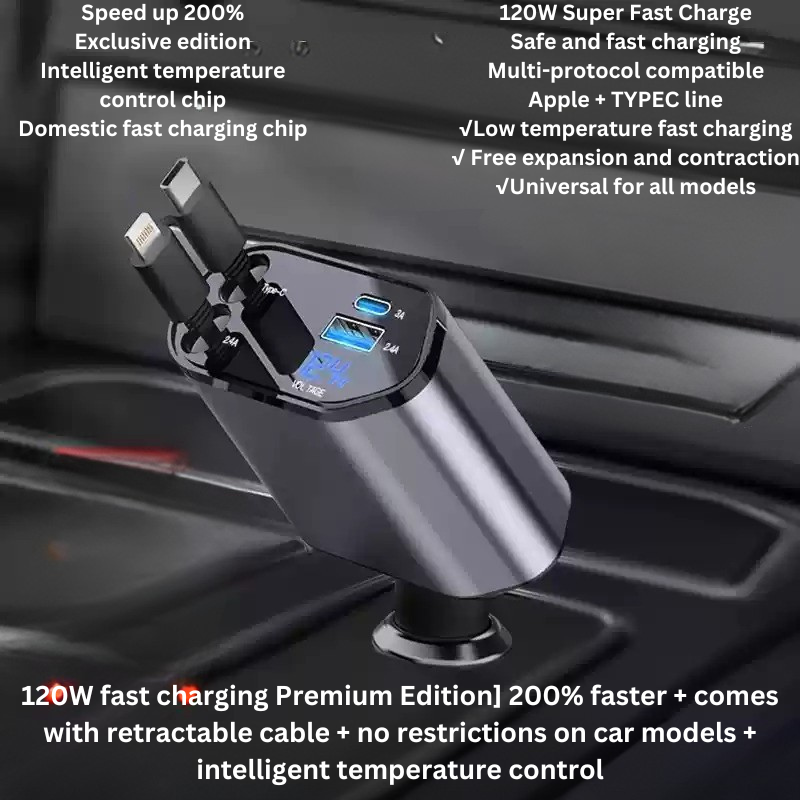 Speed up 200%
Exclusive edition
Intelligent temperature
control chip
Domestic fast charging chip
120W Super Fast Charge
Safe and fast charging
Multi-protocol compatible
Apple + TYPEC line
√Low temperature fast charging
√ Free expansion and contraction
√Universal for all models
Type-C
3A
2.4A
2.4A
VOLTAGE
120W fast charging Premium Edition] 200% faster + comes
with retractable cable + no restrictions on car models +
intelligent temperature control